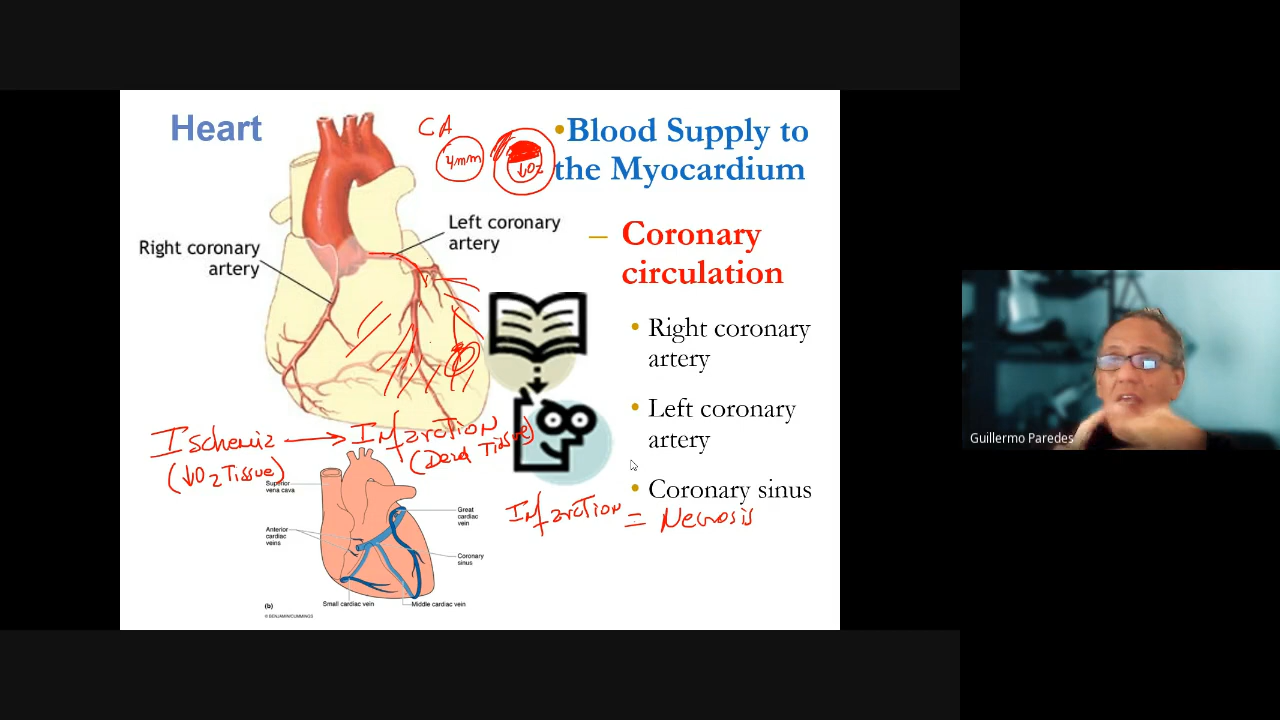 Heart
CA
4mm
↓O2
•Blood Supply to
the Myocardium
Left coronary
artery
Right coronary
artery
– Coronary
circulation
• Right coronary
artery
• Left coronary
artery
• Coronary sinus
Ischemia → Infarction
(↓O2 Tissue)
(Dead Tissue)
Infarction = Necrosis
Superior
vena cava
Anterior
cardiac
veins
Great
cardiac
vein
Coronary
sinus
Small cardiac vein
Middle cardiac vein
(b)
© BENJAMIN/CUMMINGS
Guillermo Paredes